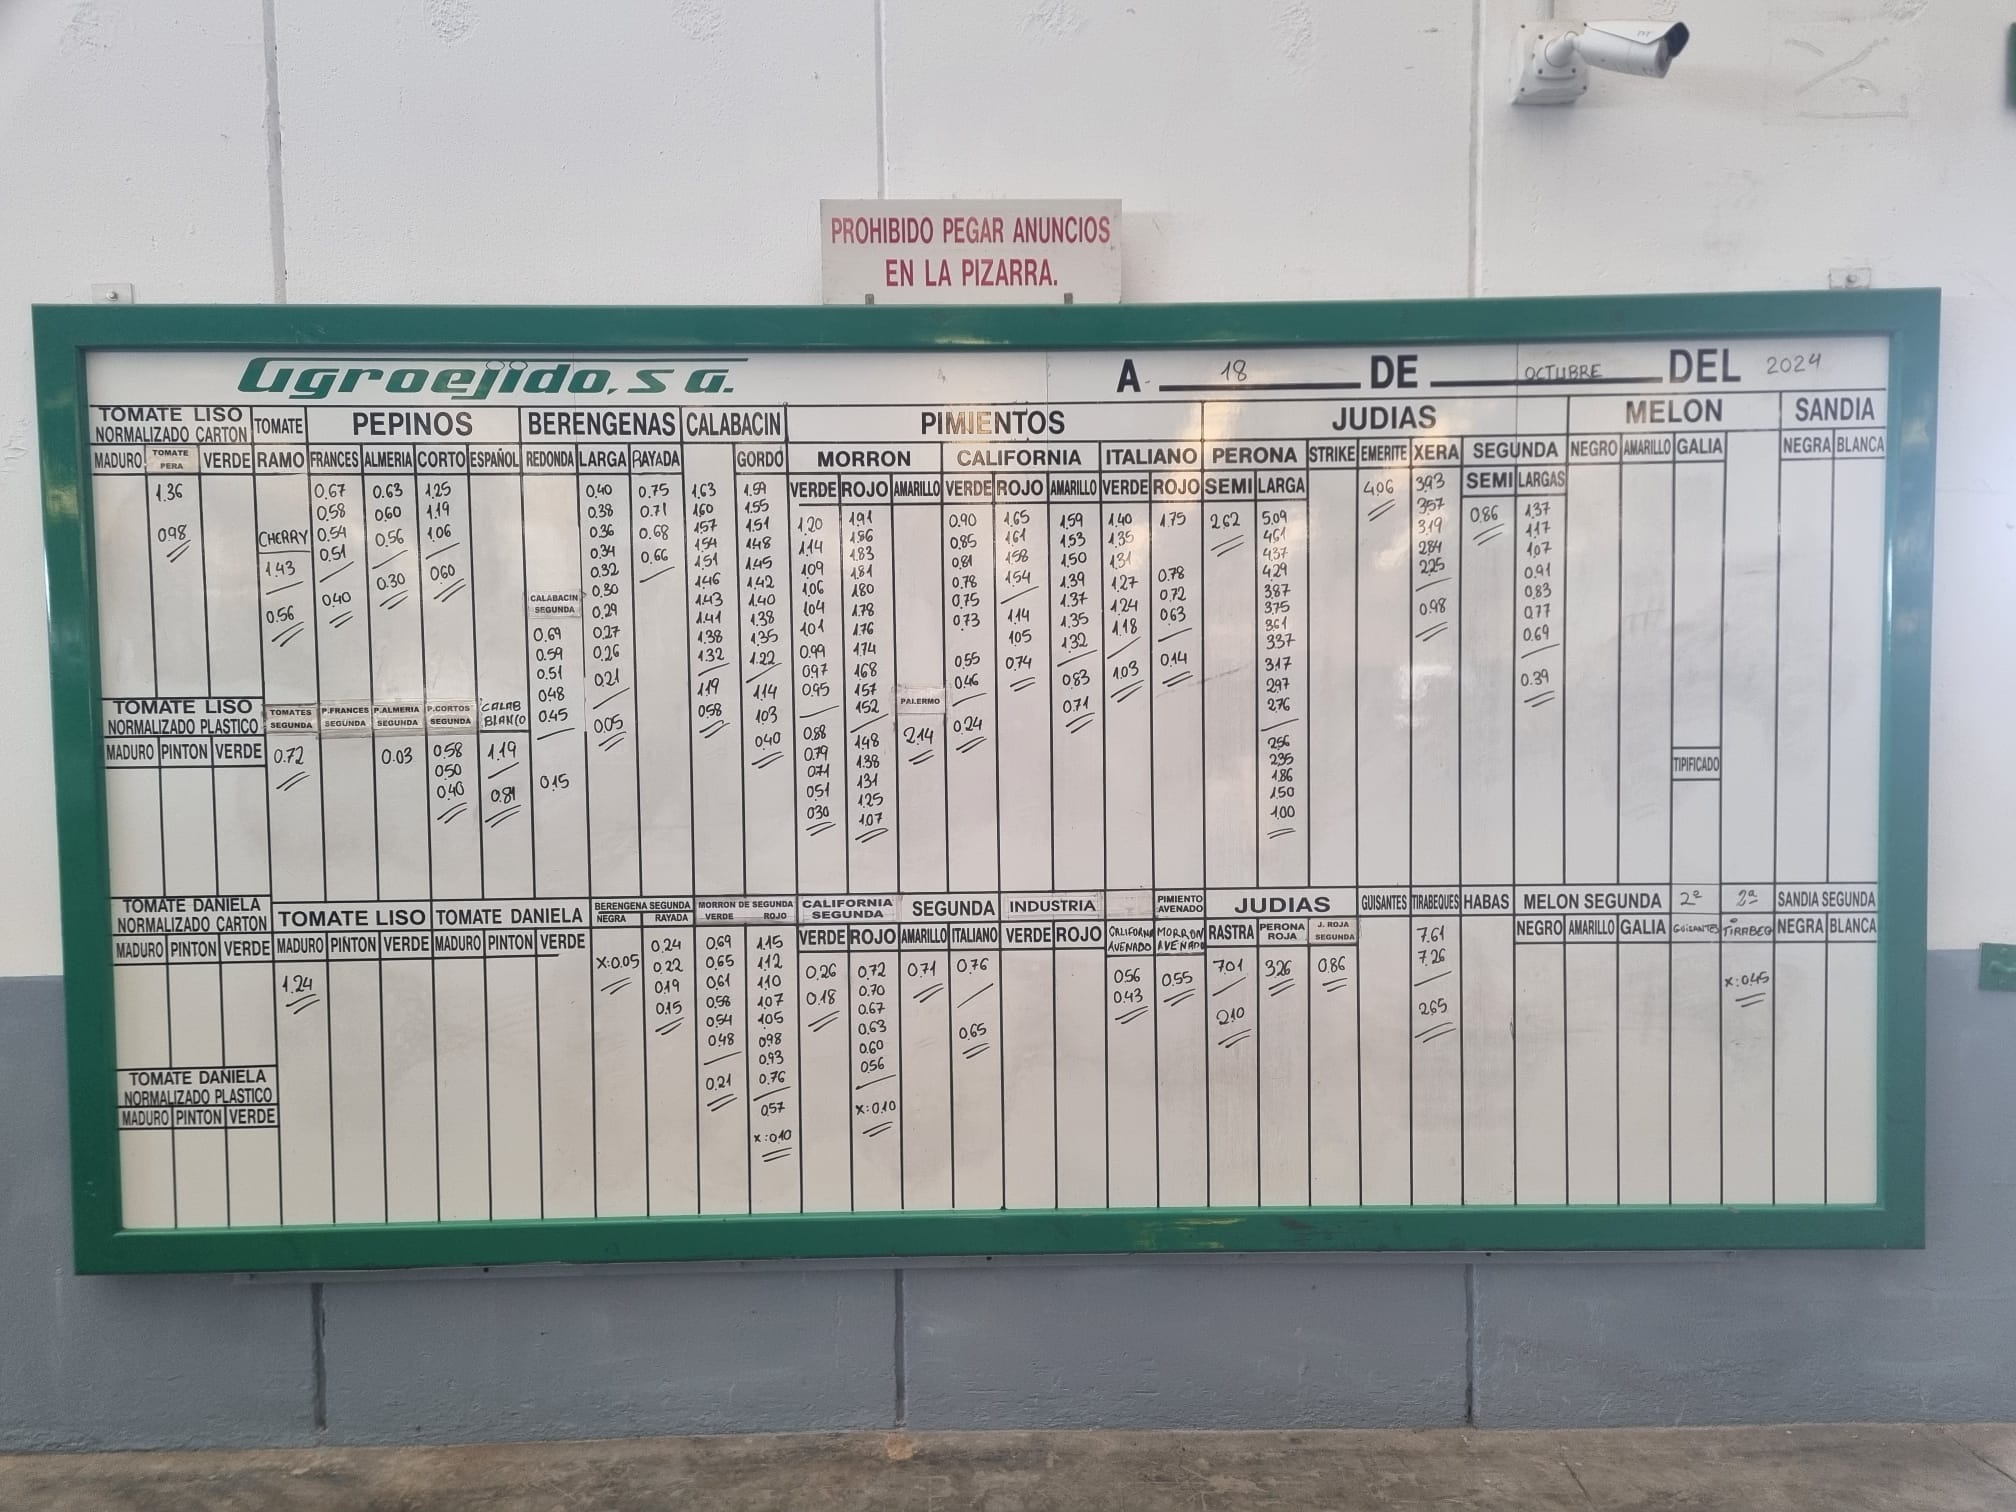 PROHIBIDO PEGAR ANUNCIOS
EN LA PIZARRA.
Agroejido, s a.
A 18 DE OCTUBRE DEL 2024
TOMATE LISO
NORMALIZADO CARTON
MADURO TOMATE PERA VERDE
1.36
0.98
TOMATE
RAMO
CHERRY
1.43
0.56
PEPINOS
FRANCES
0.67
0.58
0.54
0.51
0.40
ALMERIA
0.63
0.60
0.56
0.30
CORTO
1.25
1.19
1.06
0.60
ESPAÑOL
BERENGENAS
REDONDA
CALABACIN
SEGUNDA
0.69
0.59
0.51
0.48
0.45
0.15
LARGA
0.40
0.38
0.36
0.34
0.32
0.30
0.29
0.27
0.26
0.21
0.05
RAYADA
0.75
0.71
0.68
0.66
CALABACIN
1.63
1.60
1.57
1.54
1.51
1.46
1.43
1.41
1.38
1.32
1.19
0.58
GORDO
1.59
1.55
1.51
1.48
1.45
1.42
1.40
1.38
1.35
1.22
1.14
1.03
0.40
PIMIENTOS
MORRON
VERDE
1.20
1.14
1.09
1.06
1.04
1.01
0.99
0.97
0.95
0.88
0.79
0.71
0.51
0.30
ROJO
1.91
1.86
1.83
1.81
1.80
1.78
1.76
1.74
1.68
1.57
1.52
1.48
1.38
1.31
1.25
1.07
AMARILLO
PALERMO
2.14
CALIFORNIA
VERDE
0.90
0.85
0.81
0.78
0.75
0.73
0.55
0.46
0.24
ROJO
1.65
1.61
1.58
1.54
1.14
1.05
0.74
AMARILLO
1.59
1.53
1.50
1.39
1.37
1.35
1.32
0.83
0.71
ITALIANO
VERDE
1.40
1.35
1.31
1.27
1.24
1.18
1.03
ROJO
1.75
0.78
0.72
0.63
0.14
JUDIAS
PERONA
SEMI
2.62
LARGA
5.09
4.61
4.37
4.29
3.87
3.75
3.61
3.37
3.17
2.97
2.76
2.56
2.35
1.86
1.50
1.00
STRIKE
EMERITE
4.06
XERA
3.93
3.57
3.19
2.84
2.25
0.98
SEGUNDA
SEMI
0.86
LARGAS
1.37
1.17
1.07
0.91
0.83
0.77
0.69
0.39
MELON
NEGRO AMARILLO GALIA
TIPIFICADO
SANDIA
NEGRA BLANCA
TOMATE LISO
NORMALIZADO PLASTICO
MADURO PINTON VERDE
TOMATES
SEGUNDA
0.72
P.FRANCES
SEGUNDA
P.ALMERIA
SEGUNDA
0.03
P.CORTOS
SEGUNDA
0.58
0.50
0.40
CALAB
BLANCO
1.19
0.81
TOMATE DANIELA
NORMALIZADO CARTON
MADURO PINTON VERDE
TOMATE DANIELA
NORMALIZADO PLASTICO
MADURO PINTON VERDE
TOMATE LISO
MADURO PINTON VERDE
1.24
TOMATE DANIELA
MADURO PINTON VERDE
BERENGENA SEGUNDA
NEGRA
x:0.05
RAYADA
0.24
0.22
0.19
0.15
MORRON DE SEGUNDA
VERDE
0.69
0.65
0.61
0.58
0.54
0.48
0.21
ROJO
1.15
1.12
1.10
1.07
1.05
0.98
0.93
0.76
0.57
x:0.10
CALIFORNIA
SEGUNDA
VERDE
0.26
0.18
ROJO
0.72
0.70
0.67
0.63
0.60
0.56
x:0.10
SEGUNDA
AMARILLO
0.71
ITALIANO
0.76
0.65
INDUSTRIA
VERDE ROJO
CALIFORNIA
AVENADO
0.56
0.43
PIMIENTO
AVENADO
MORRON
AVENADO
0.55
JUDIAS
RASTRA
7.01
2.10
PERONA
ROJA
3.26
J. ROJA
SEGUNDA
0.86
GUISANTES
TIRABEQUES
7.61
7.26
2.65
HABAS
MELON SEGUNDA
NEGRO AMARILLO GALIA
2ª
GUISANTES
2ª
TIRABEQ
x:0.45
SANDIA SEGUNDA
NEGRA BLANCA